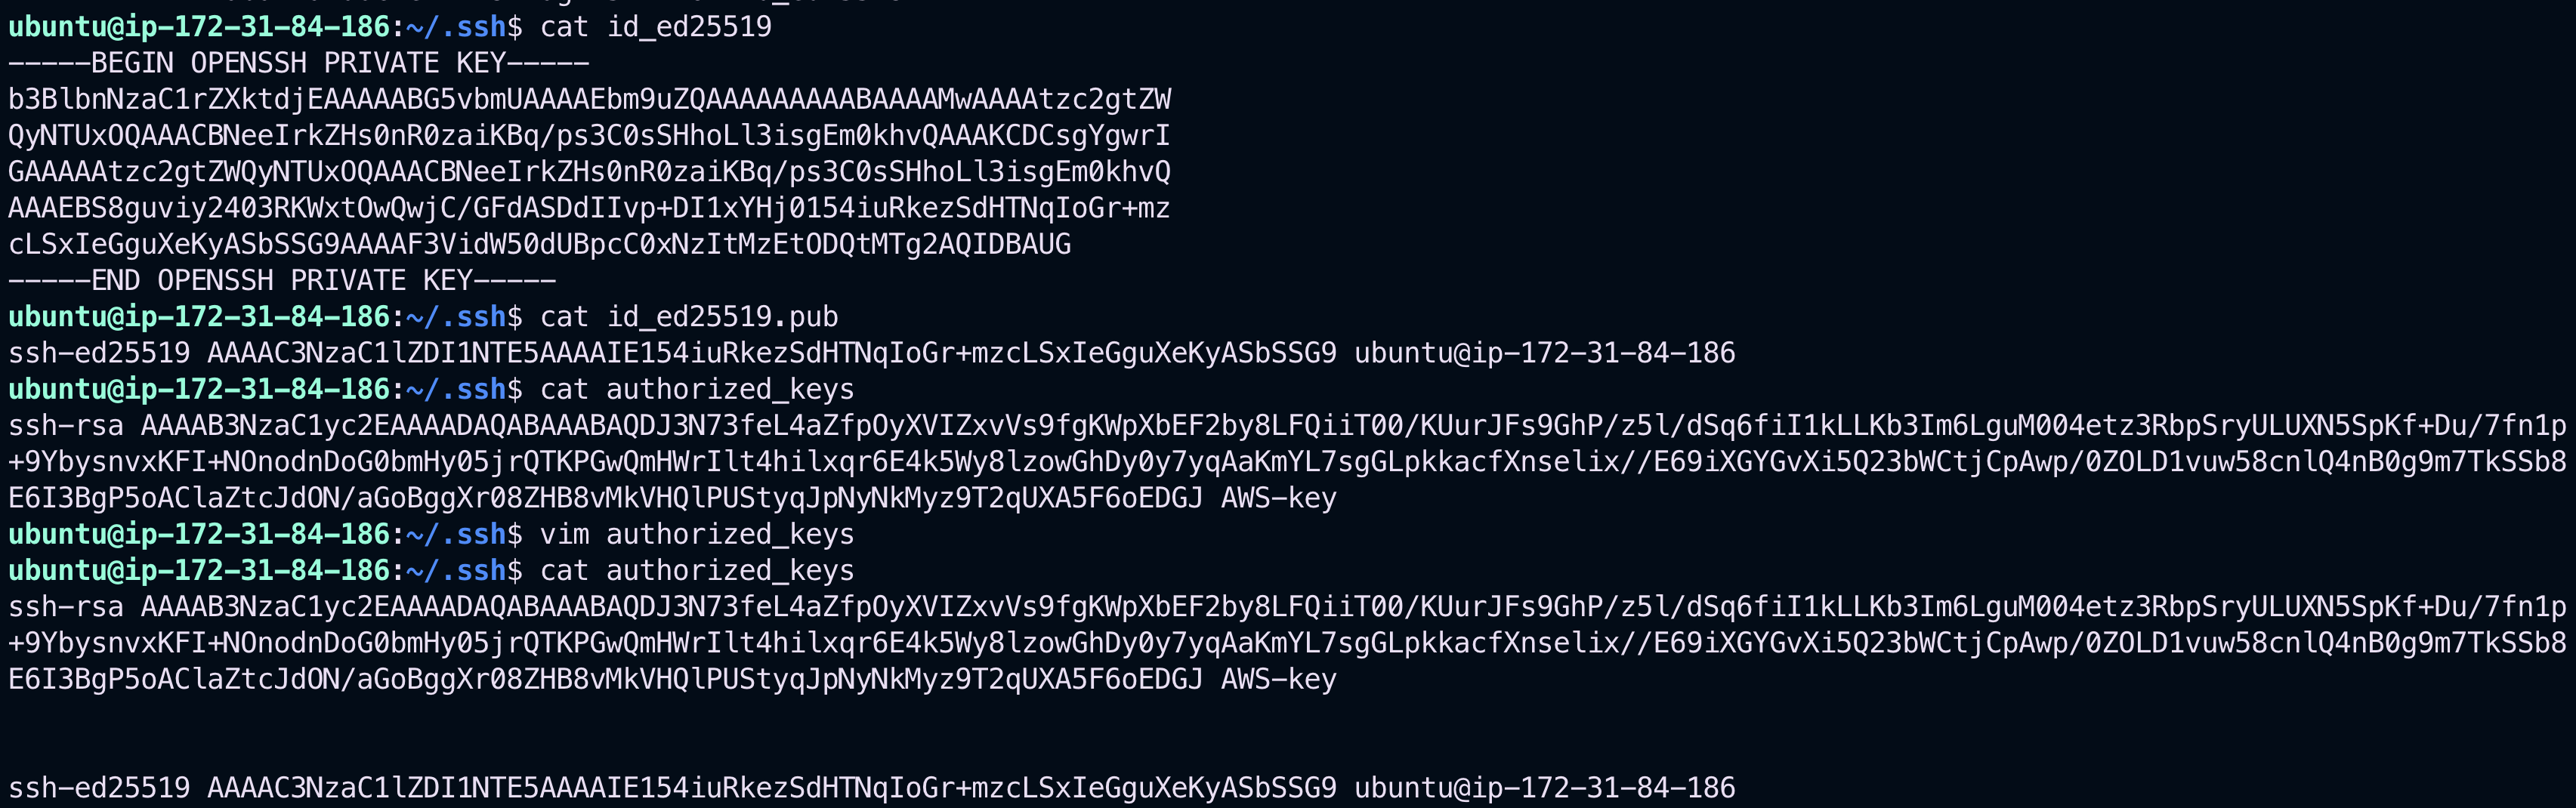 ubuntu@ip-172-31-84-186:~/.ssh$ cat id_ed25519
-----BEGIN OPENSSH PRIVATE KEY-----
b3BlbnNzaC1rZXktdjEAAAAABG5vbmUAAAAEbm9uZQAAAAAAAAABAAAAMwAAAAtzc2gtZW
QyNTUxOQAAACBNeeIrkZHs0nR0zaiKBq/ps3C0sSHhoLl3isgEm0khvQAAAKCDCsgYgwrI
GAAAAAtzc2gtZWQyNTUxOQAAACBNeeIrkZHs0nR0zaiKBq/ps3C0sSHhoLl3isgEm0khvQ
AAAEBS8guviy2403RKWxtOwQwjC/GFdASDdIIvp+DI1xYHj0154iuRkezSdHTNqIoGr+mz
cLSxIeGguXeKyASbSSG9AAAAF3VidW50dUBpcC0xNzItMzEtODQtMTg2AQIDBAUG
-----END OPENSSH PRIVATE KEY-----
ubuntu@ip-172-31-84-186:~/.ssh$ cat id_ed25519.pub
ssh-ed25519 AAAAC3NzaC1lZDI1NTE5AAAAIE154iuRkezSdHTNqIoGr+mzcLSxIeGguXeKyASbSSG9 ubuntu@ip-172-31-84-186
ubuntu@ip-172-31-84-186:~/.ssh$ cat authorized_keys
ssh-rsa AAAAB3NzaC1yc2EAAAADAQABAAABAQDJ3N73feL4aZfpOyXVIZxvVs9fgKWpXbEF2by8LFQiiT00/KUurJFs9GhP/z5l/dSq6fiI1kLLKb3Im6LguM004etz3RbpSryULUXN5SpKf+Du/7fn1p
+9YbysnvxKFI+NOnodnDoG0bmHy05jrQTKPGwQmHWrIlt4hilxqr6E4k5Wy8lzowGhDy0y7yqAaKmYL7sgGLpkkacfXnselix//E69iXGYGvXi5Q23bWCtjCpAwp/0ZOLD1vuw58cnlQ4nB0g9m7TkSSb8
E6I3BgP5oAClaZtcJdON/aGoBggXr08ZHB8vMkVHQlPUStyqJpNyNkMyz9T2qUXA5F6oEDGJ AWS-key
ubuntu@ip-172-31-84-186:~/.ssh$ vim authorized_keys
ubuntu@ip-172-31-84-186:~/.ssh$ cat authorized_keys
ssh-rsa AAAAB3NzaC1yc2EAAAADAQABAAABAQDJ3N73feL4aZfpOyXVIZxvVs9fgKWpXbEF2by8LFQiiT00/KUurJFs9GhP/z5l/dSq6fiI1kLLKb3Im6LguM004etz3RbpSryULUXN5SpKf+Du/7fn1p
+9YbysnvxKFI+NOnodnDoG0bmHy05jrQTKPGwQmHWrIlt4hilxqr6E4k5Wy8lzowGhDy0y7yqAaKmYL7sgGLpkkacfXnselix//E69iXGYGvXi5Q23bWCtjCpAwp/0ZOLD1vuw58cnlQ4nB0g9m7TkSSb8
E6I3BgP5oAClaZtcJdON/aGoBggXr08ZHB8vMkVHQlPUStyqJpNyNkMyz9T2qUXA5F6oEDGJ AWS-key
ssh-ed25519 AAAAC3NzaC1lZDI1NTE5AAAAIE154iuRkezSdHTNqIoGr+mzcLSxIeGguXeKyASbSSG9 ubuntu@ip-172-31-84-186